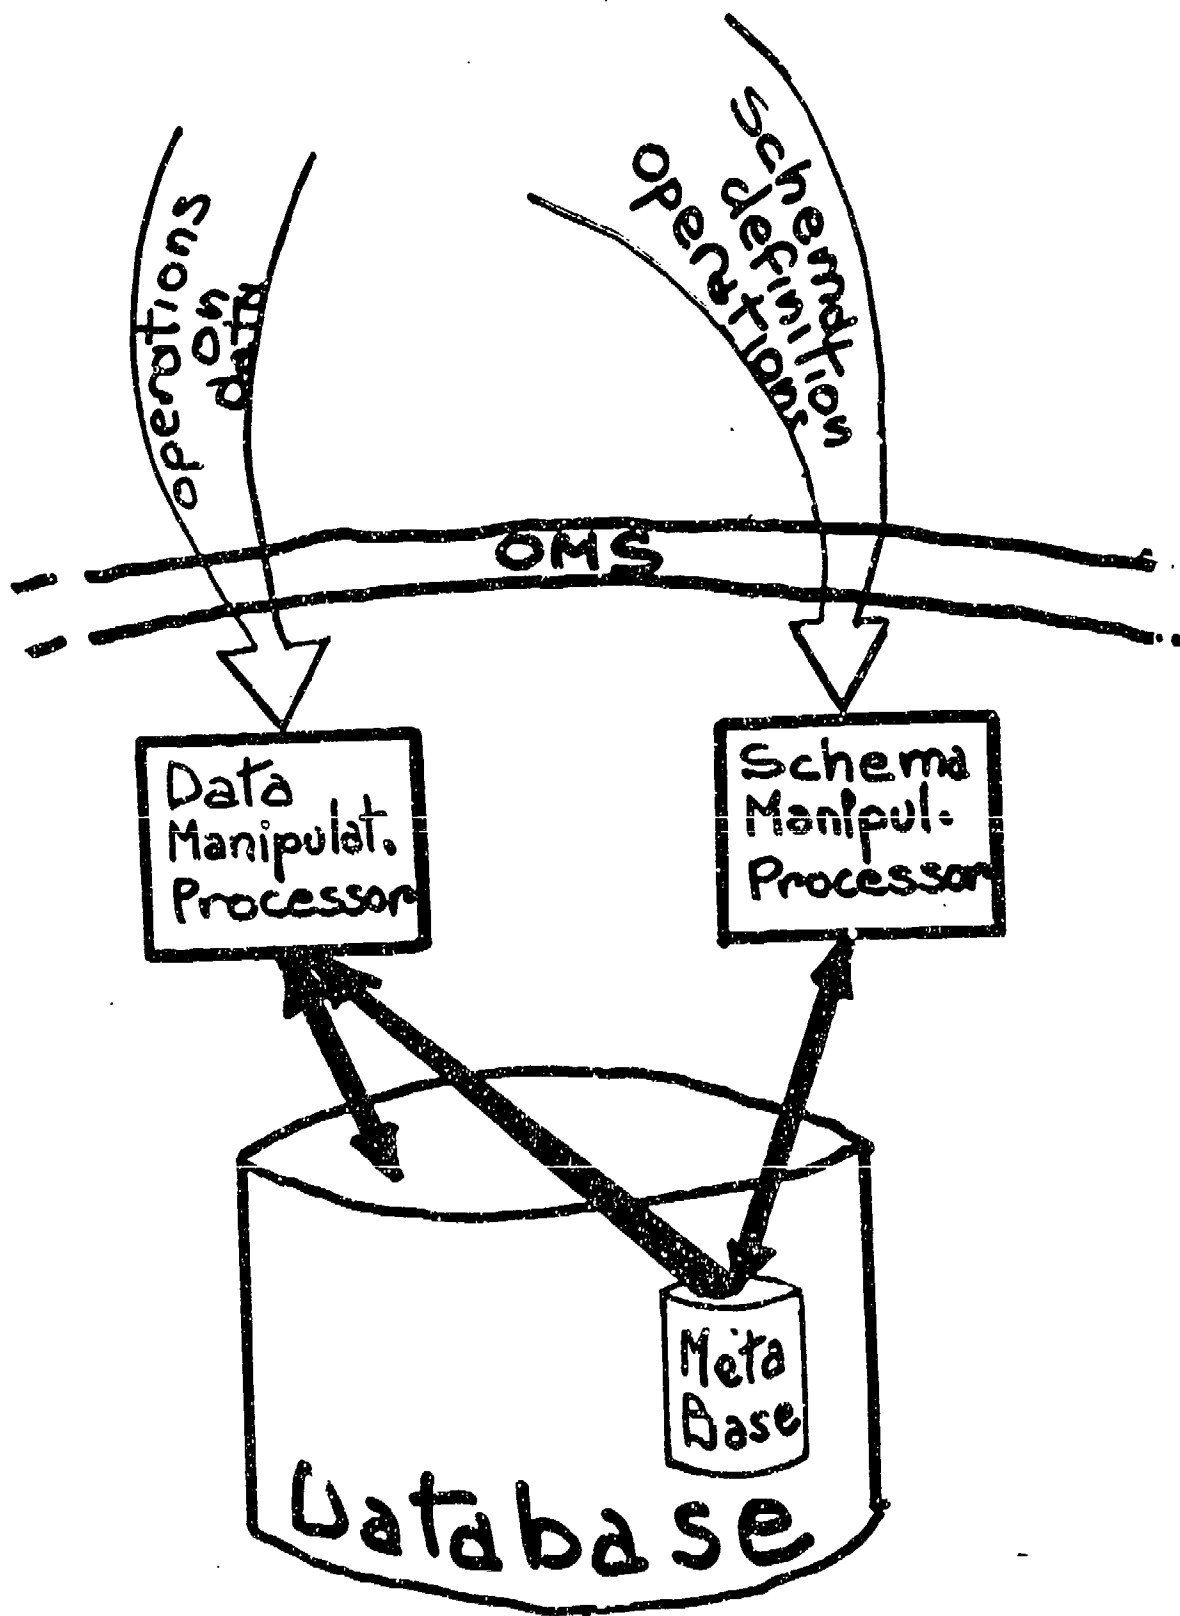 operations
on
data
Schema
definition
operations
OMS
Data
Manipulat.
Processor
Schema
Manipul.
Processor
Meta
Base
Database